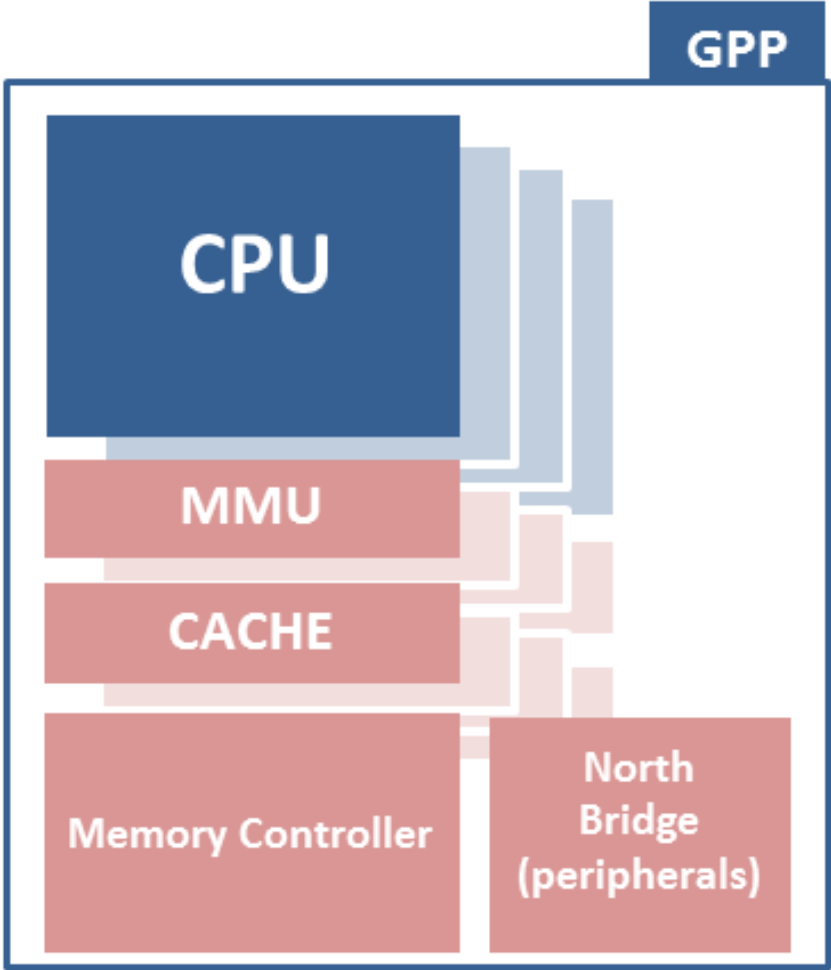 GPP
CPU
MMU
CACHE
Memory Controller
North
Bridge
(peripherals)